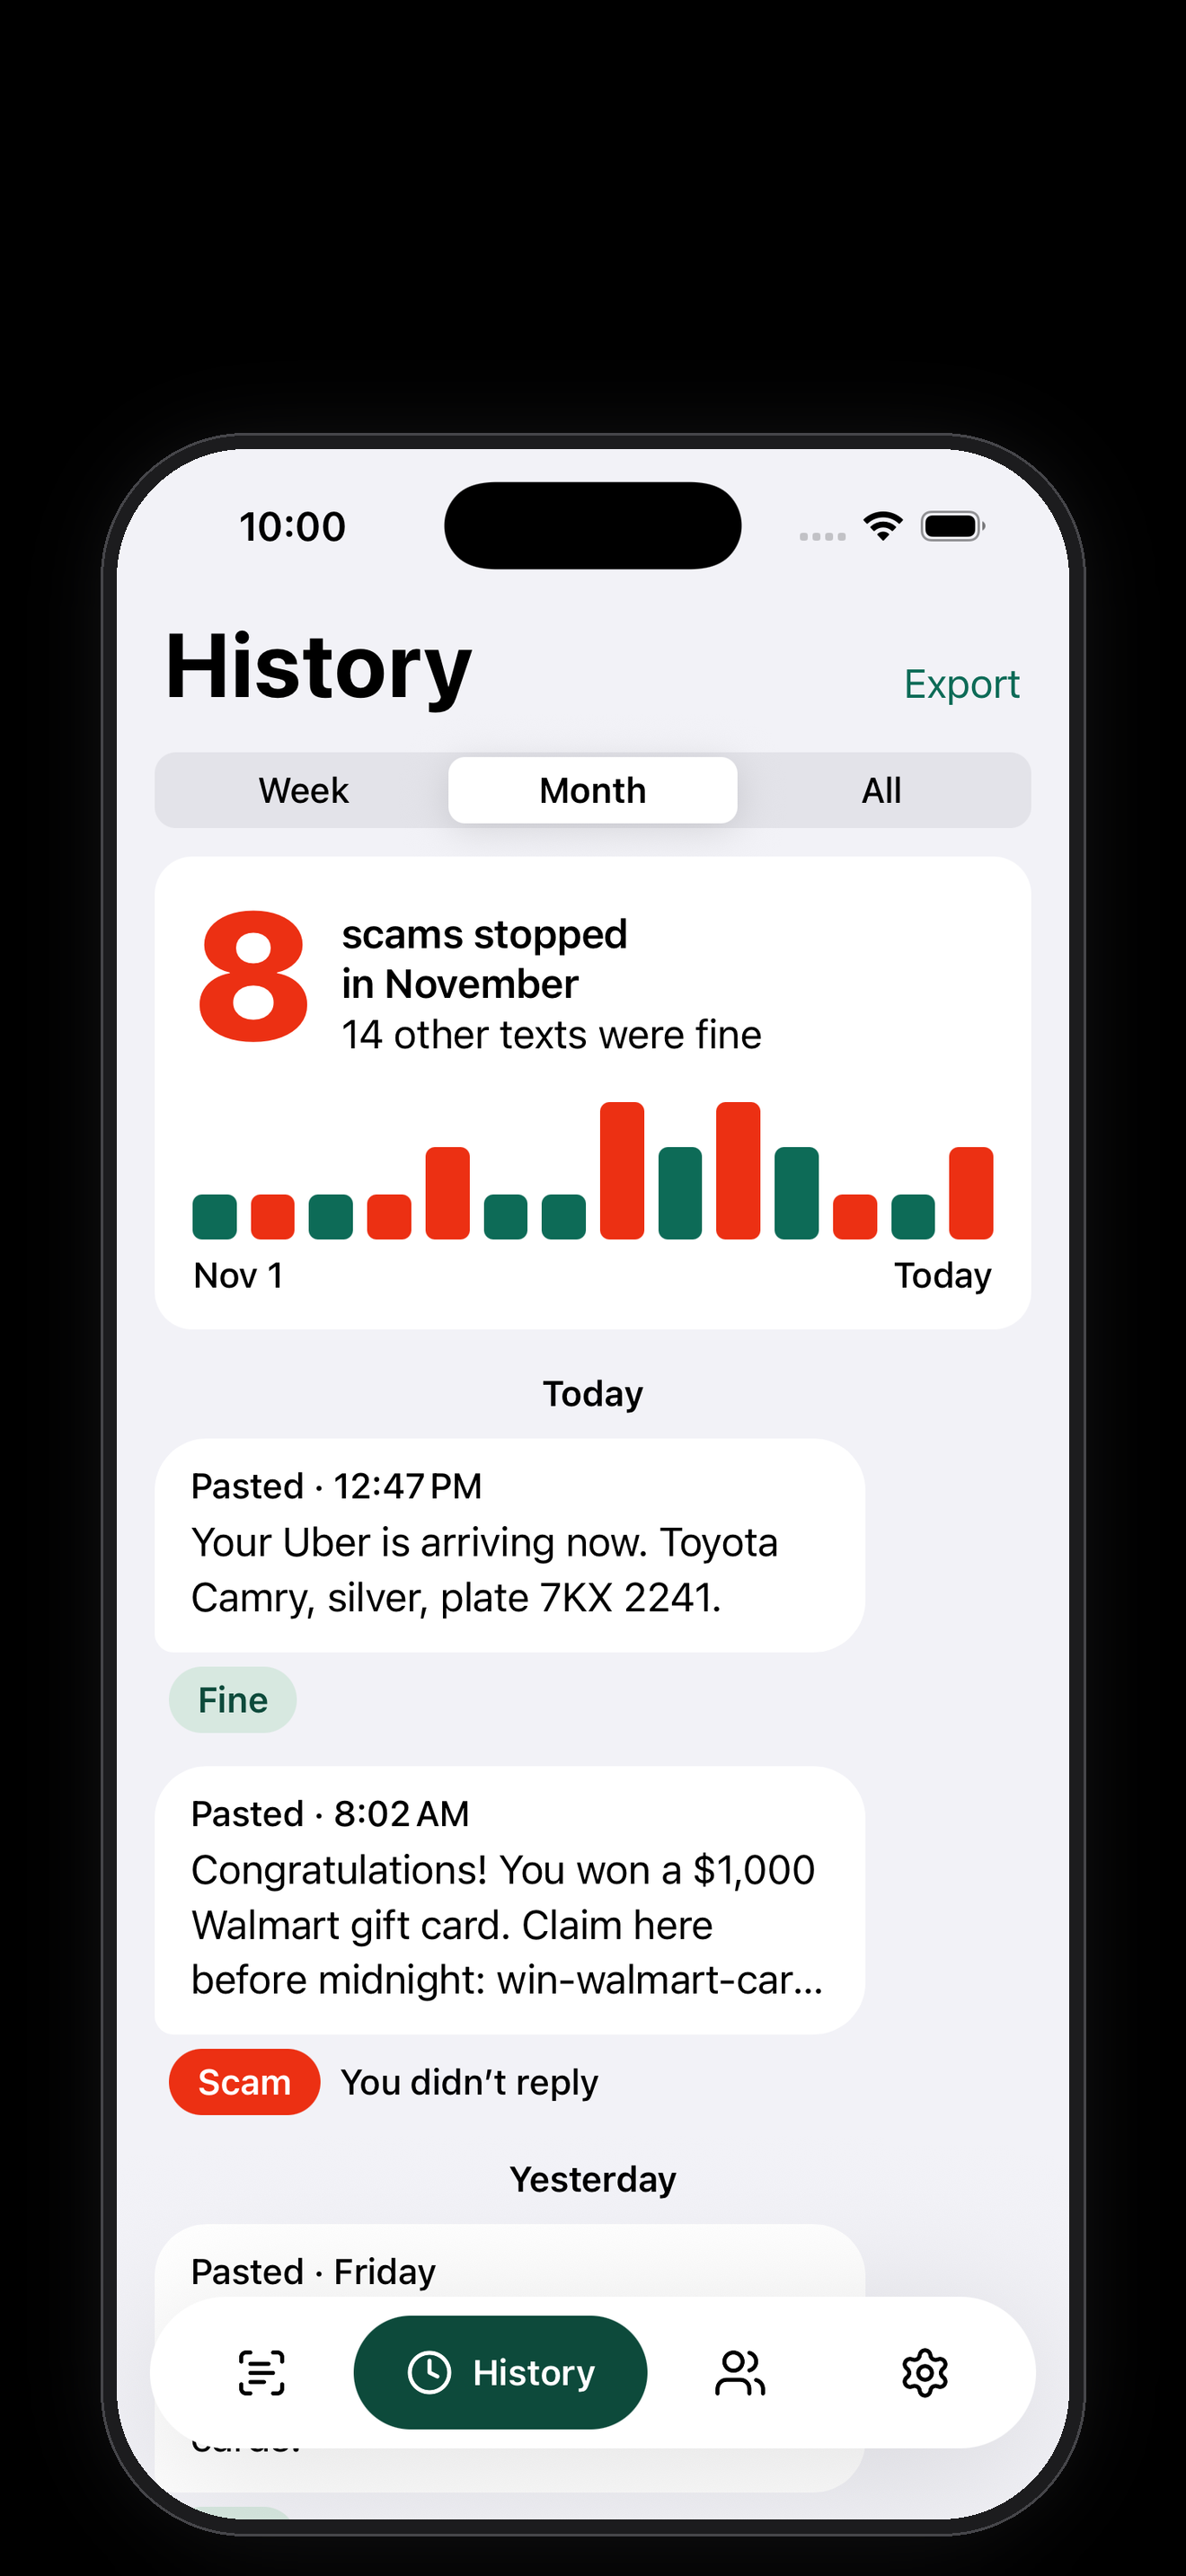 10:00
History
Export
Week
Month
All
8
scams stopped
in November
14 other texts were fine
Nov 1
Today
Today
Pasted · 12:47 PM
Your Uber is arriving now. Toyota
Camry, silver, plate 7KX 2241.
Fine
Pasted · 8:02 AM
Congratulations! You won a $1,000
Walmart gift card. Claim here
before midnight: win-walmart-car...
Scam
You didn’t reply
Yesterday
Pasted · Friday
History